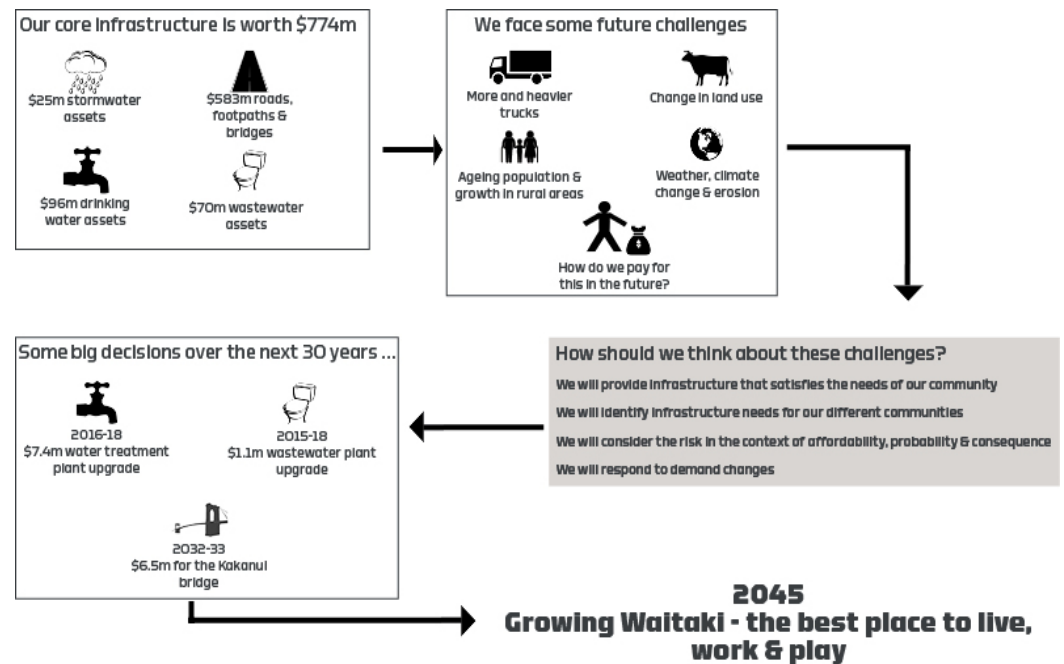 Our core infrastructure is worth $774m
$25m stormwater
assets
$583m roads,
footpaths &
bridges
$96m drinking
water assets
$70m wastewater
assets
We face some future challenges
More and heavier
trucks
Change in land use
Ageing population &
growth in rural areas
Weather, climate
change & erosion
How do we pay for
this in the future?
How should we think about these challenges?
We will provide infrastructure that satisfies the needs of our community
We will identify infrastructure needs for our different communities
We will consider the risk in the context of affordability, probability & consequence
We will respond to demand changes
Some big decisions over the next 30 years ...
2016-18
$7.4m water treatment
plant upgrade
2015-18
$1.1m wastewater plant
upgrade
2032-33
$6.5m for the Kakanui
bridge
2045
Growing Waitaki - the best place to live,
work & play